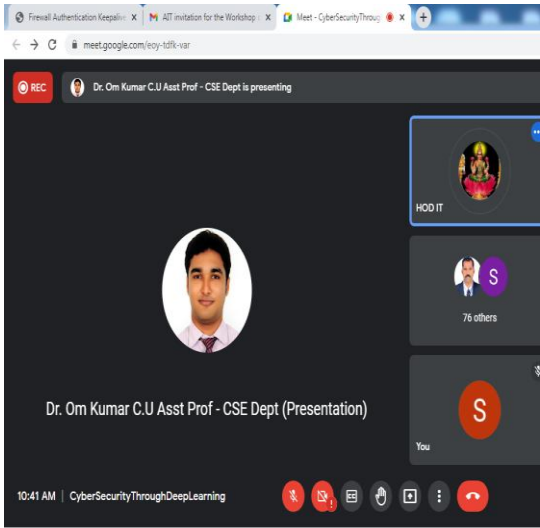 Firewall Authentication Keepalive
AIT invitation for the Workshop
Meet - CyberSecurityThroug
meet.google.com/eoy-tdfk-var
REC
Dr. Om Kumar C.U Asst Prof - CSE Dept is presenting
HOD IT
S
76 others
Dr. Om Kumar C.U Asst Prof - CSE Dept (Presentation)
S
You
10:41 AM | CyberSecurityThroughDeepLearning